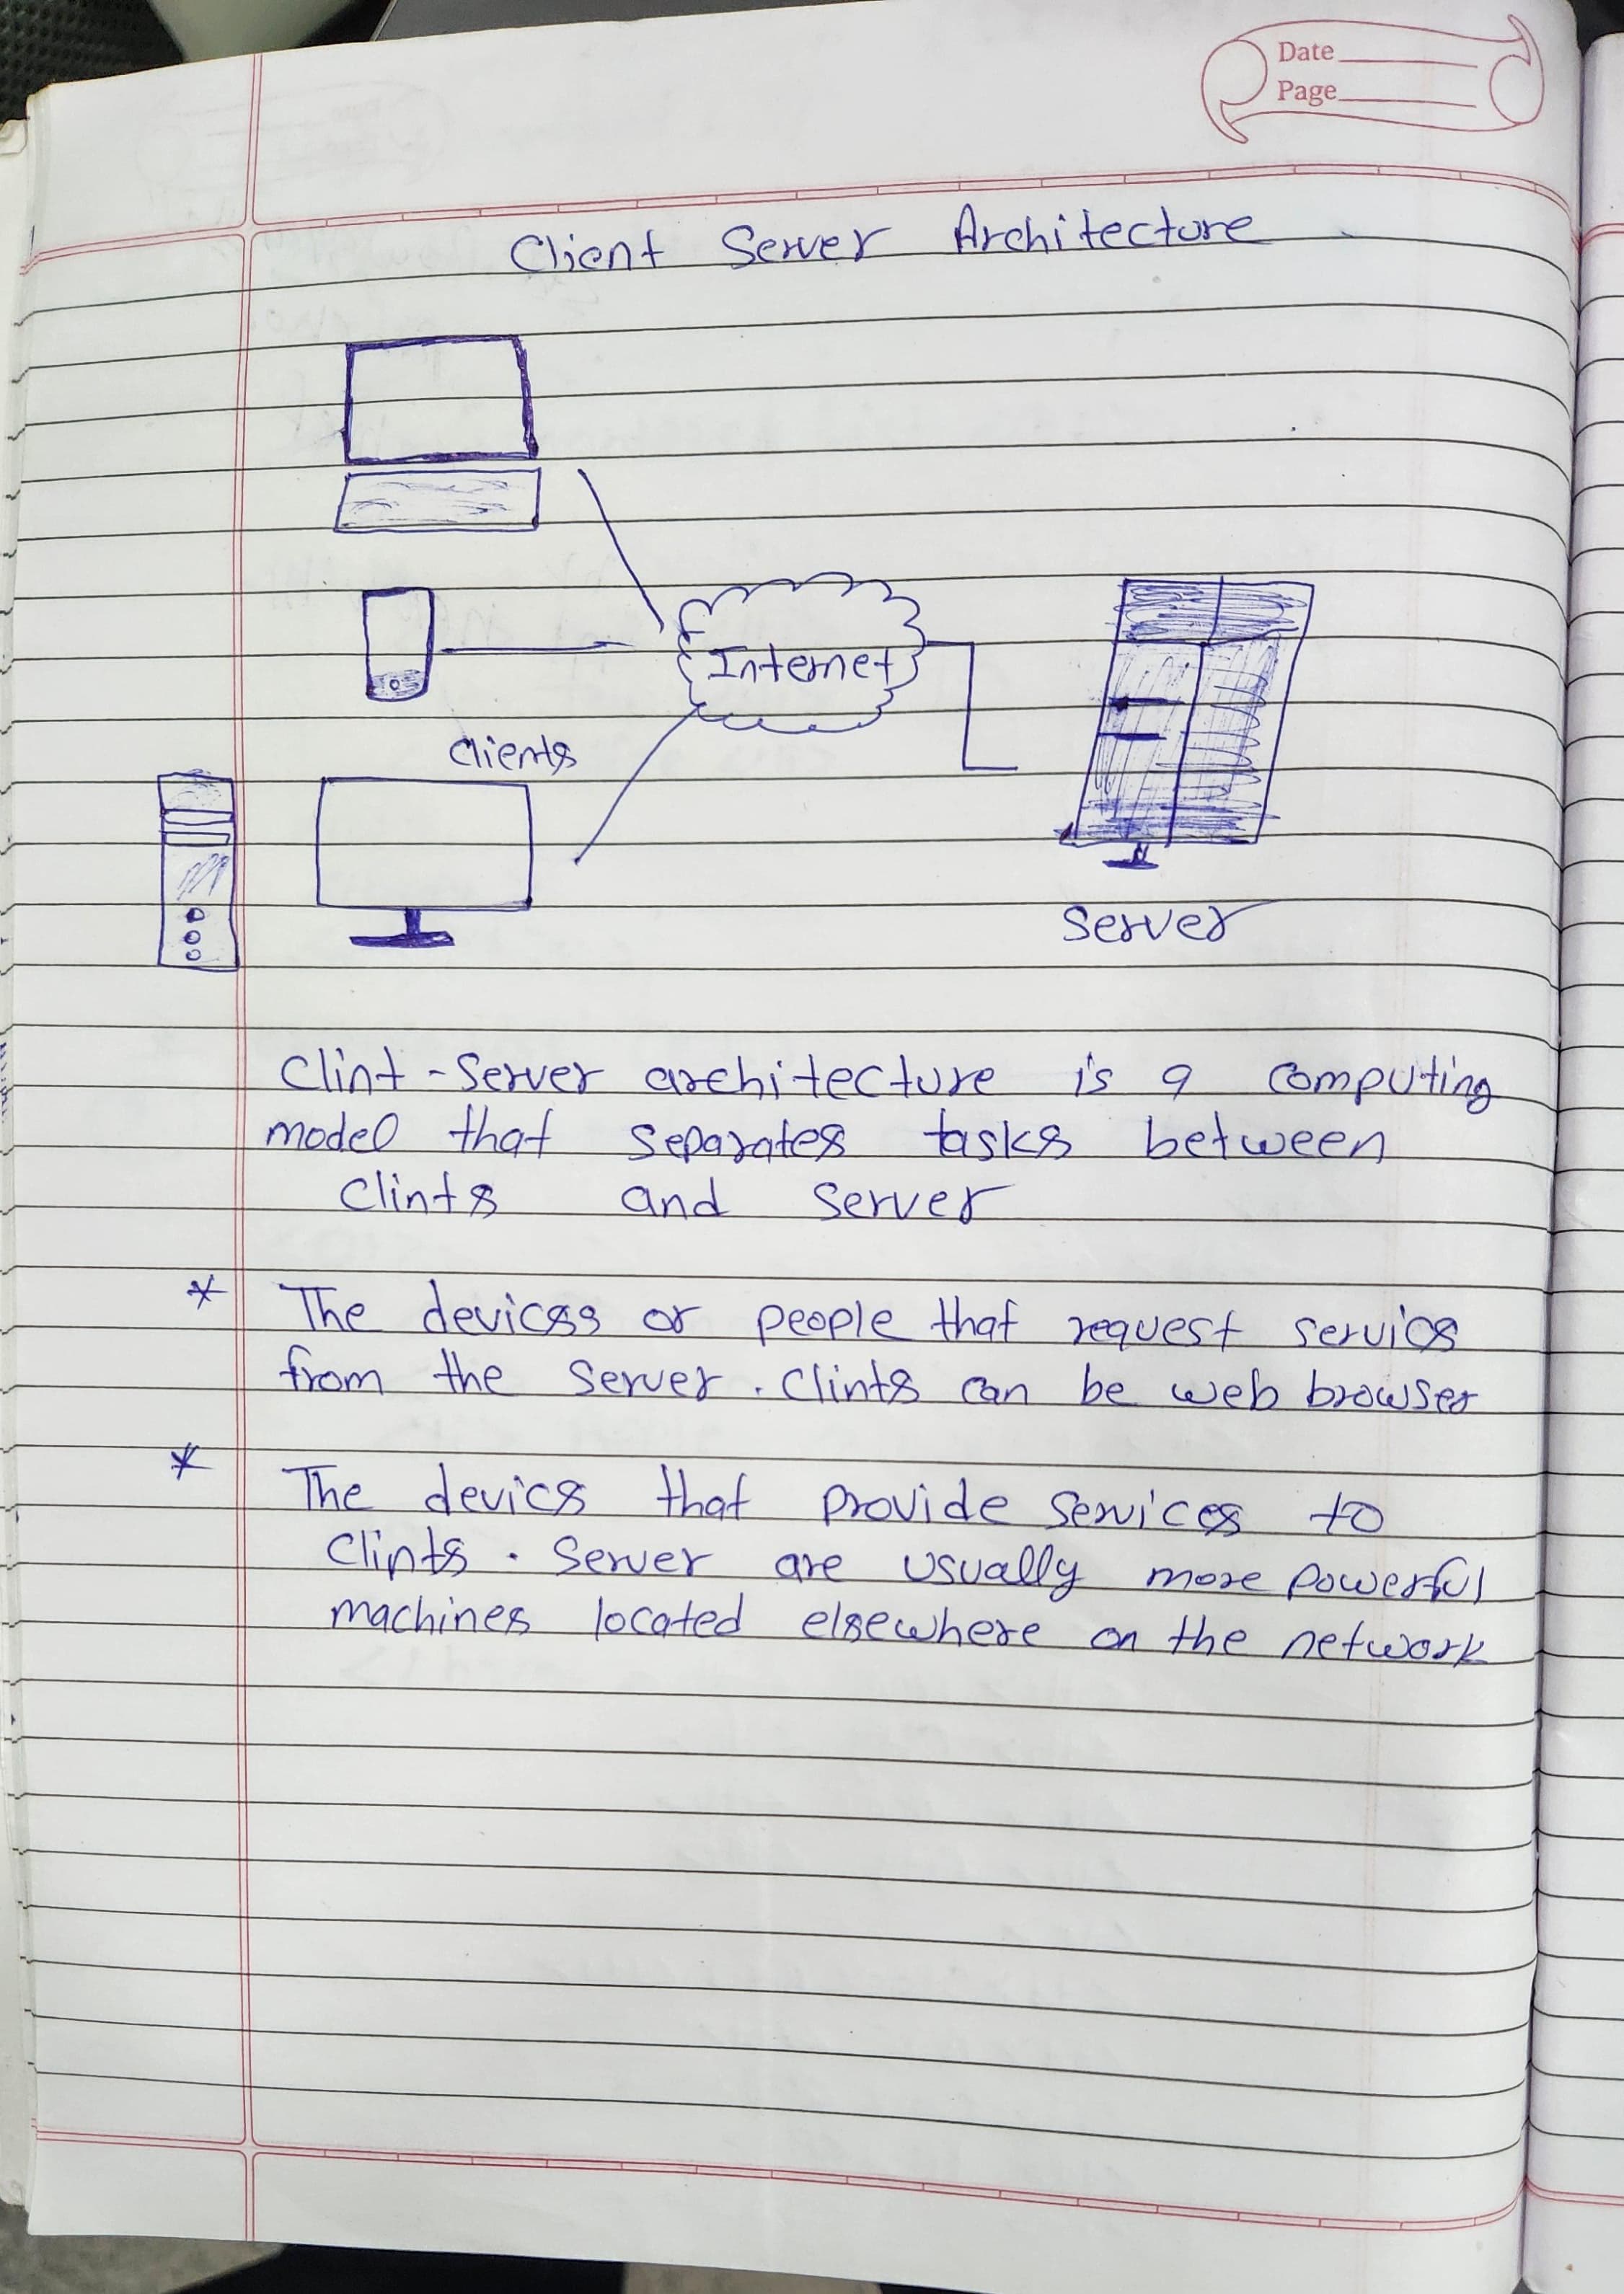 Date
Page
Client Server Architecture
Internet
Clients
Server
Clint-Server architecture is a computing
model that separates tasks between
Clints and Server
* The devicess or people that request servics
from the Server. Clints can be web browser
* The devics that provide services to
Clints. Server are usually more powerful
machines located elsewhere on the network